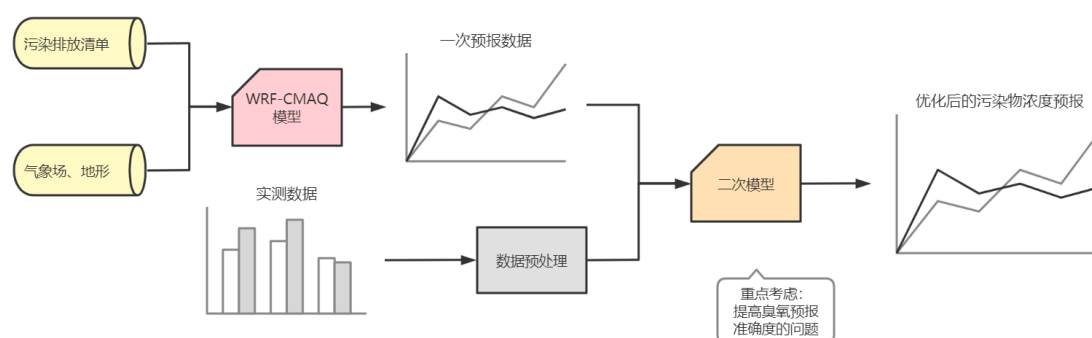 污染排放清单
气象场、地形
WRF-CMAQ
模型
一次预报数据
实测数据
数据预处理
二次模型
重点考虑：
提高臭氧预报
准确度的问题
优化后的污染物浓度预报